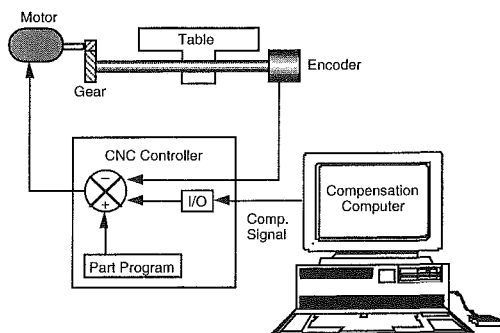 Motor
Table
Encoder
Gear
CNC Controller
−
+
I/O
Comp.
Signal
Part Program
Compensation
Computer